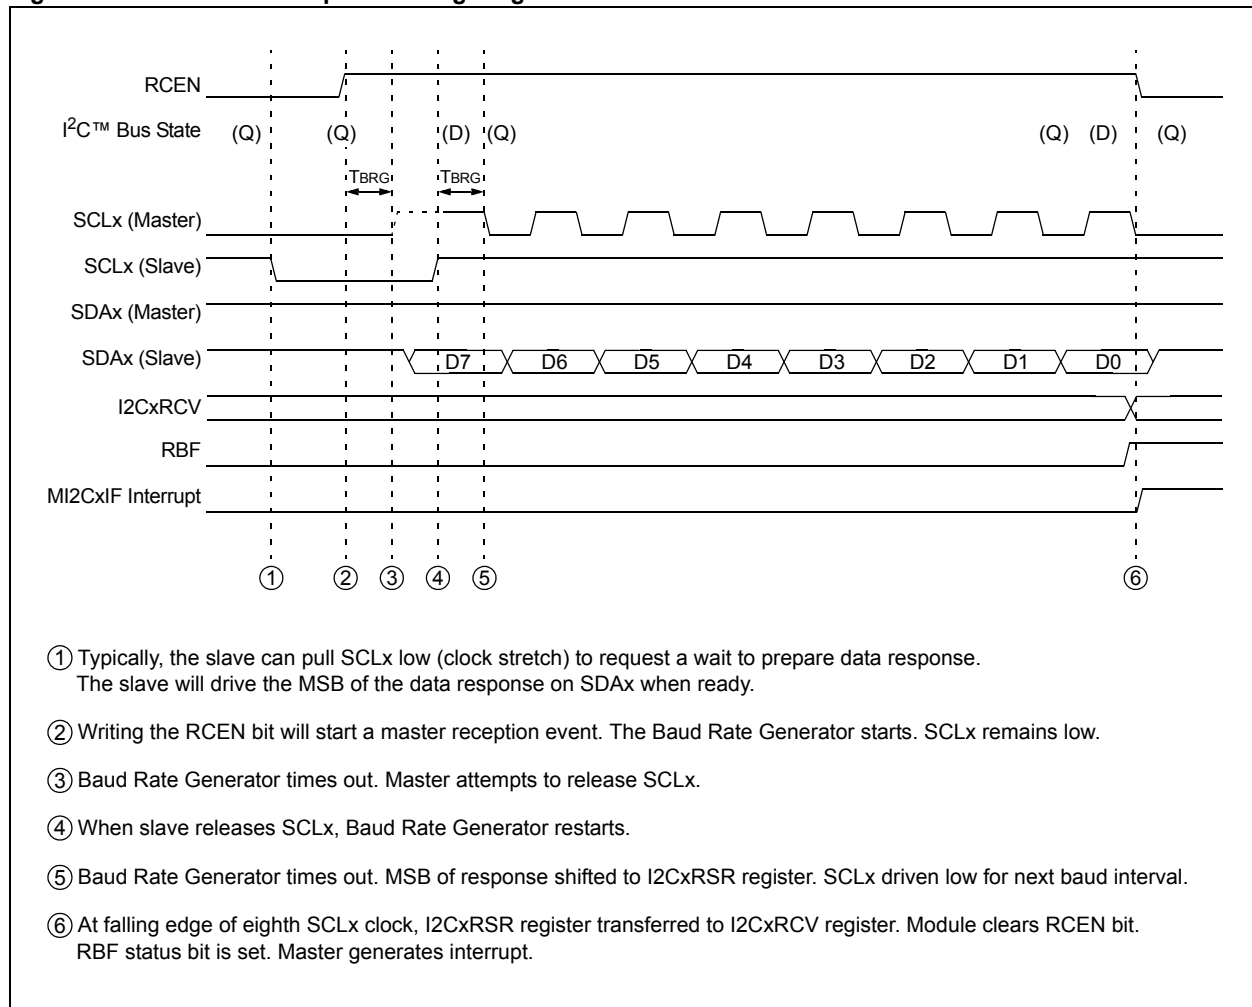 RCEN
I²C™ Bus State (Q) (Q) (D) (Q) (Q) (D) (Q)
TBRG TBRG
SCLx (Master)
SCLx (Slave)
SDAx (Master)
SDAx (Slave) D7 D6 D5 D4 D3 D2 D1 D0
I2CxRCV
RBF
MI2CxIF Interrupt
① ② ③ ④ ⑤ ⑥
① Typically, the slave can pull SCLx low (clock stretch) to request a wait to prepare data response.
The slave will drive the MSB of the data response on SDAx when ready.
② Writing the RCEN bit will start a master reception event. The Baud Rate Generator starts. SCLx remains low.
③ Baud Rate Generator times out. Master attempts to release SCLx.
④ When slave releases SCLx, Baud Rate Generator restarts.
⑤ Baud Rate Generator times out. MSB of response shifted to I2CxRSR register. SCLx driven low for next baud interval.
⑥ At falling edge of eighth SCLx clock, I2CxRSR register transferred to I2CxRCV register. Module clears RCEN bit.
RBF status bit is set. Master generates interrupt.